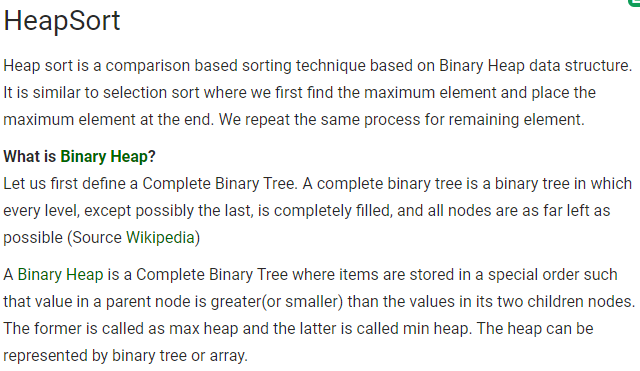 HeapSort
Heap sort is a comparison based sorting technique based on Binary Heap data structure.
It is similar to selection sort where we first find the maximum element and place the
maximum element at the end. We repeat the same process for remaining element.
What is Binary Heap?
Let us first define a Complete Binary Tree. A complete binary tree is a binary tree in which
every level, except possibly the last, is completely filled, and all nodes are as far left as
possible (Source Wikipedia)
A Binary Heap is a Complete Binary Tree where items are stored in a special order such
that value in a parent node is greater(or smaller) than the values in its two children nodes.
The former is called as max heap and the latter is called min heap. The heap can be
represented by binary tree or array.